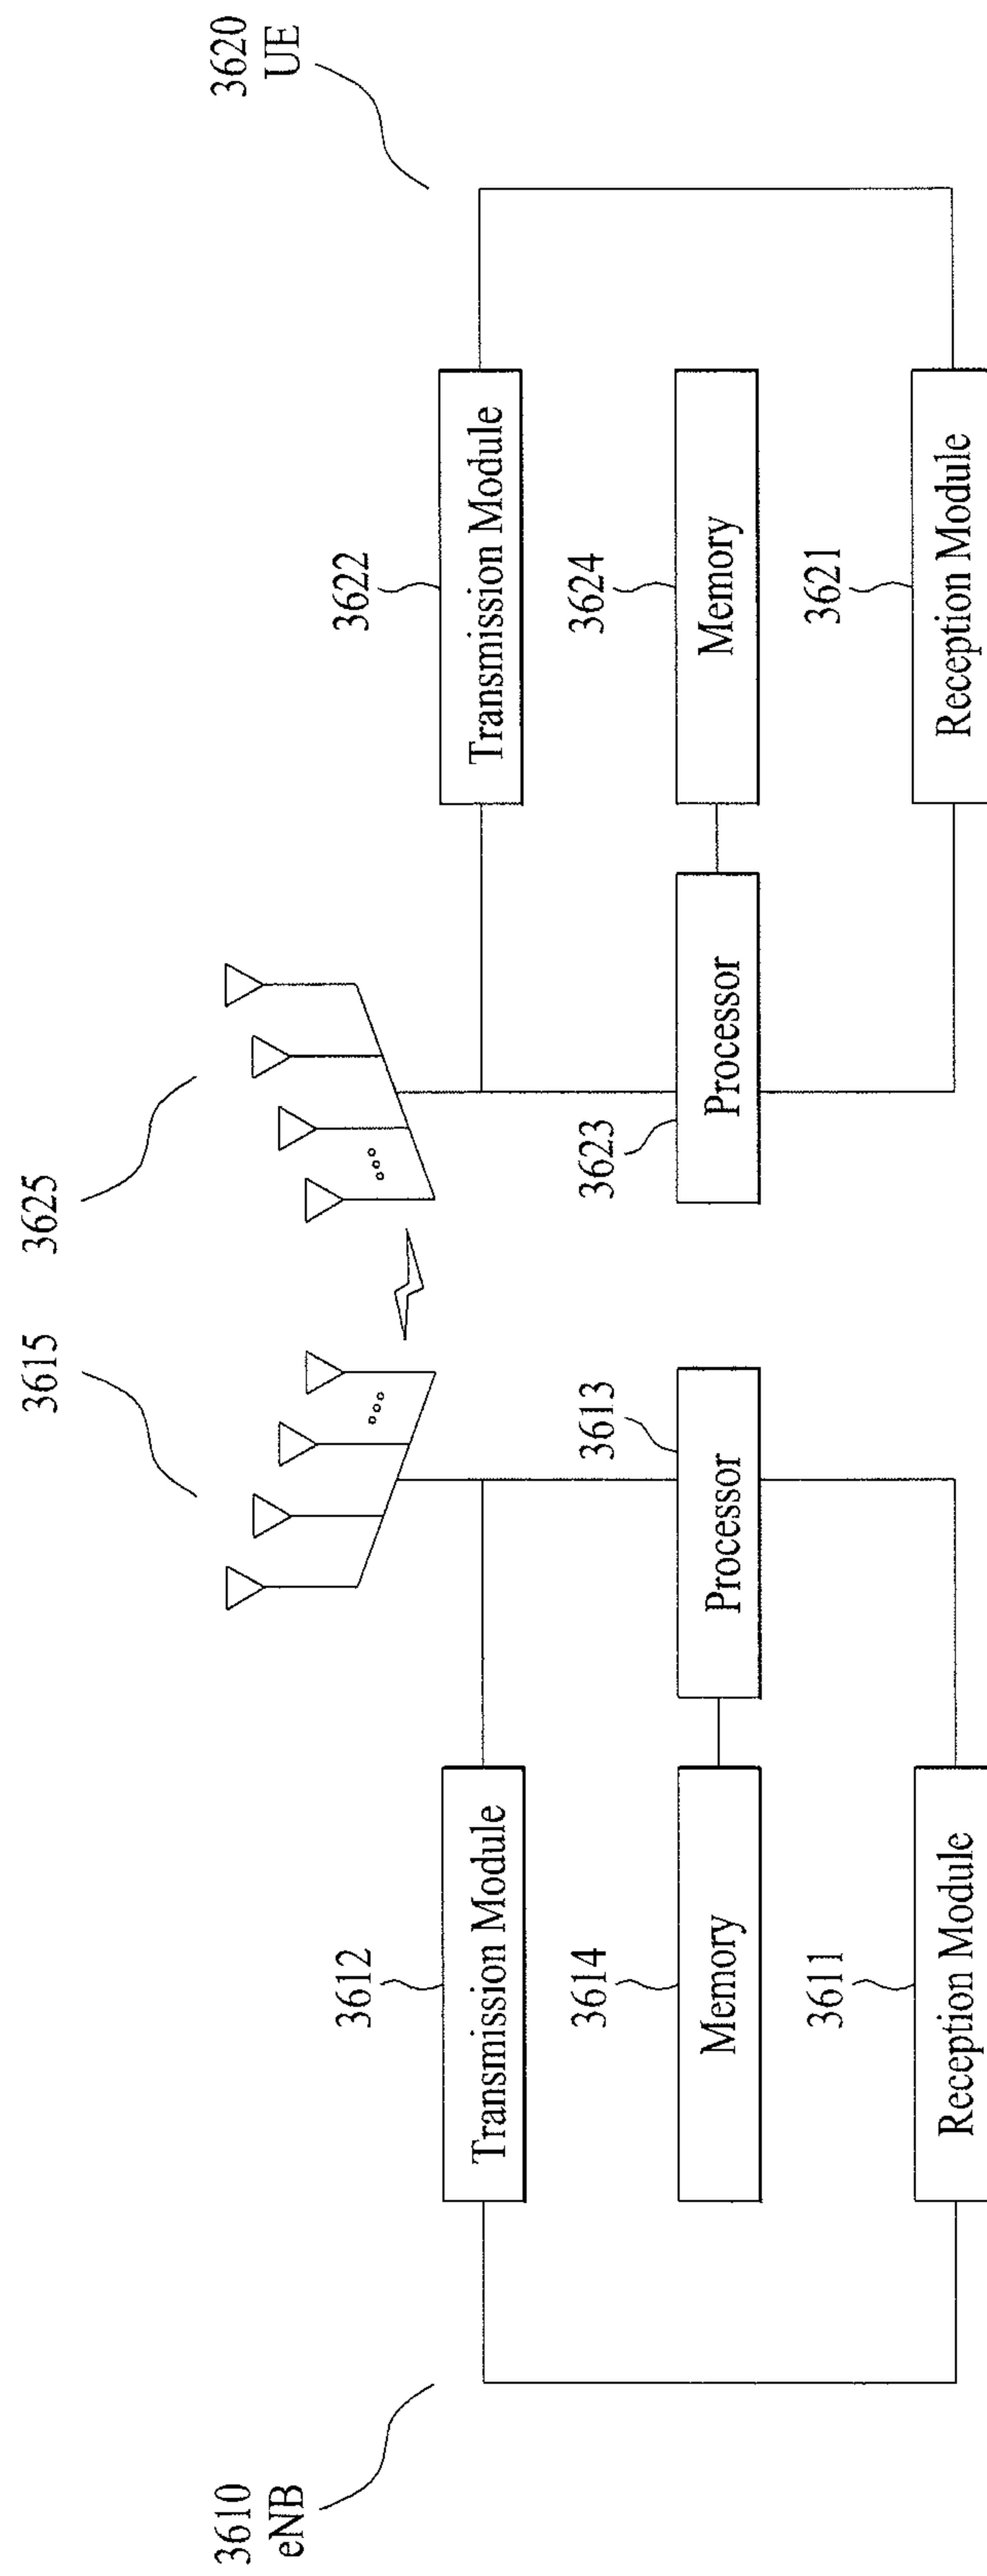 3615
3625
3610
eNB
3620
UE
3612
Transmission Module
3622
Transmission Module
3614
Memory
3613
Processor
3623
Processor
3624
Memory
3611
Reception Module
3621
Reception Module